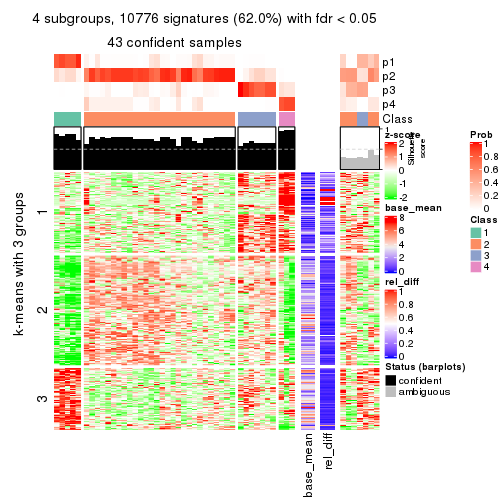 4 subgroups, 10776 signatures (62.0%) with fdr < 0.05
43 confident samples
p1
p2
p3
p4
Class
1
Silhouette
score
z-score
2
1
0
-1
-2
base_mean
8
6
4
2
0
rel_diff
1
0.8
0.6
0.4
0.2
0
Status (barplots)
confident
ambiguous
Prob
1
0.8
0.6
0.4
0.2
0
Class
1
2
3
4
k-means with 3 groups
1
2
3
base_mean
rel_diff